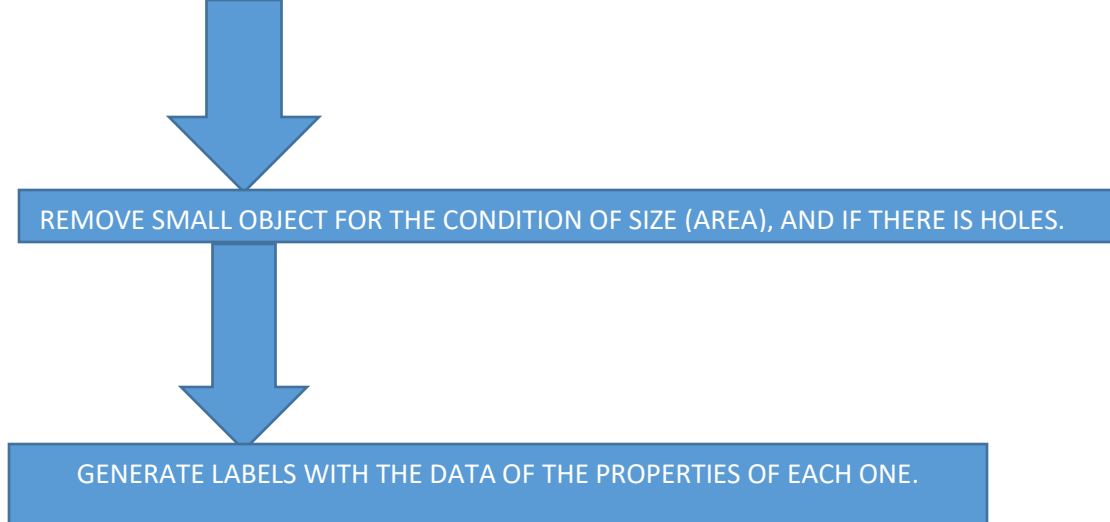 REMOVE SMALL OBJECT FOR THE CONDITION OF SIZE (AREA), AND IF THERE IS HOLES.
GENERATE LABELS WITH THE DATA OF THE PROPERTIES OF EACH ONE.